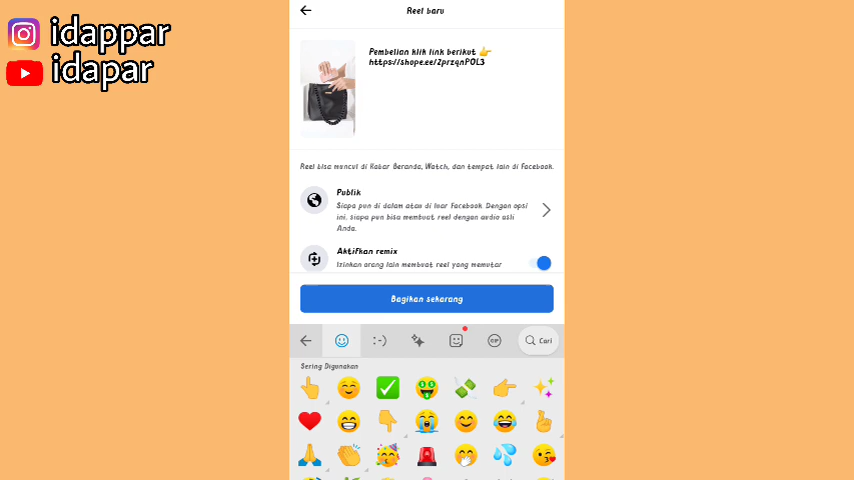 idappar
idapar
Reel baru
Pembelian klik link berikut 👉
https://shope.ee/2przqnPOL3
Reel bisa muncul di Kabar Beranda, Watch, dan tempat lain di Facebook.
Publik
Siapa pun di dalam atau di luar Facebook. Dengan opsi
ini, siapa pun bisa membuat reel dengan audio asli
Anda.
Aktifkan remix
Izinkan orang lain membuat reel yang memutar
Bagikan sekarang
:-)
GIF
Cari
Sering Digunakan